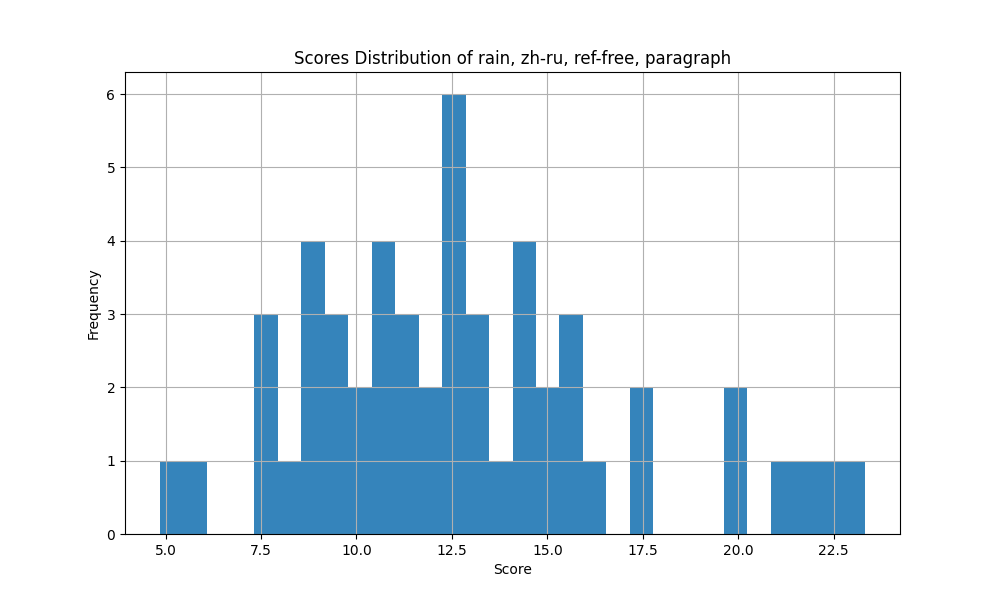 Scores Distribution of rain, zh-ru, ref-free, paragraph
6
5
4
3
2
1
0
Frequency
5.0 7.5 10.0 12.5 15.0 17.5 20.0 22.5
Score